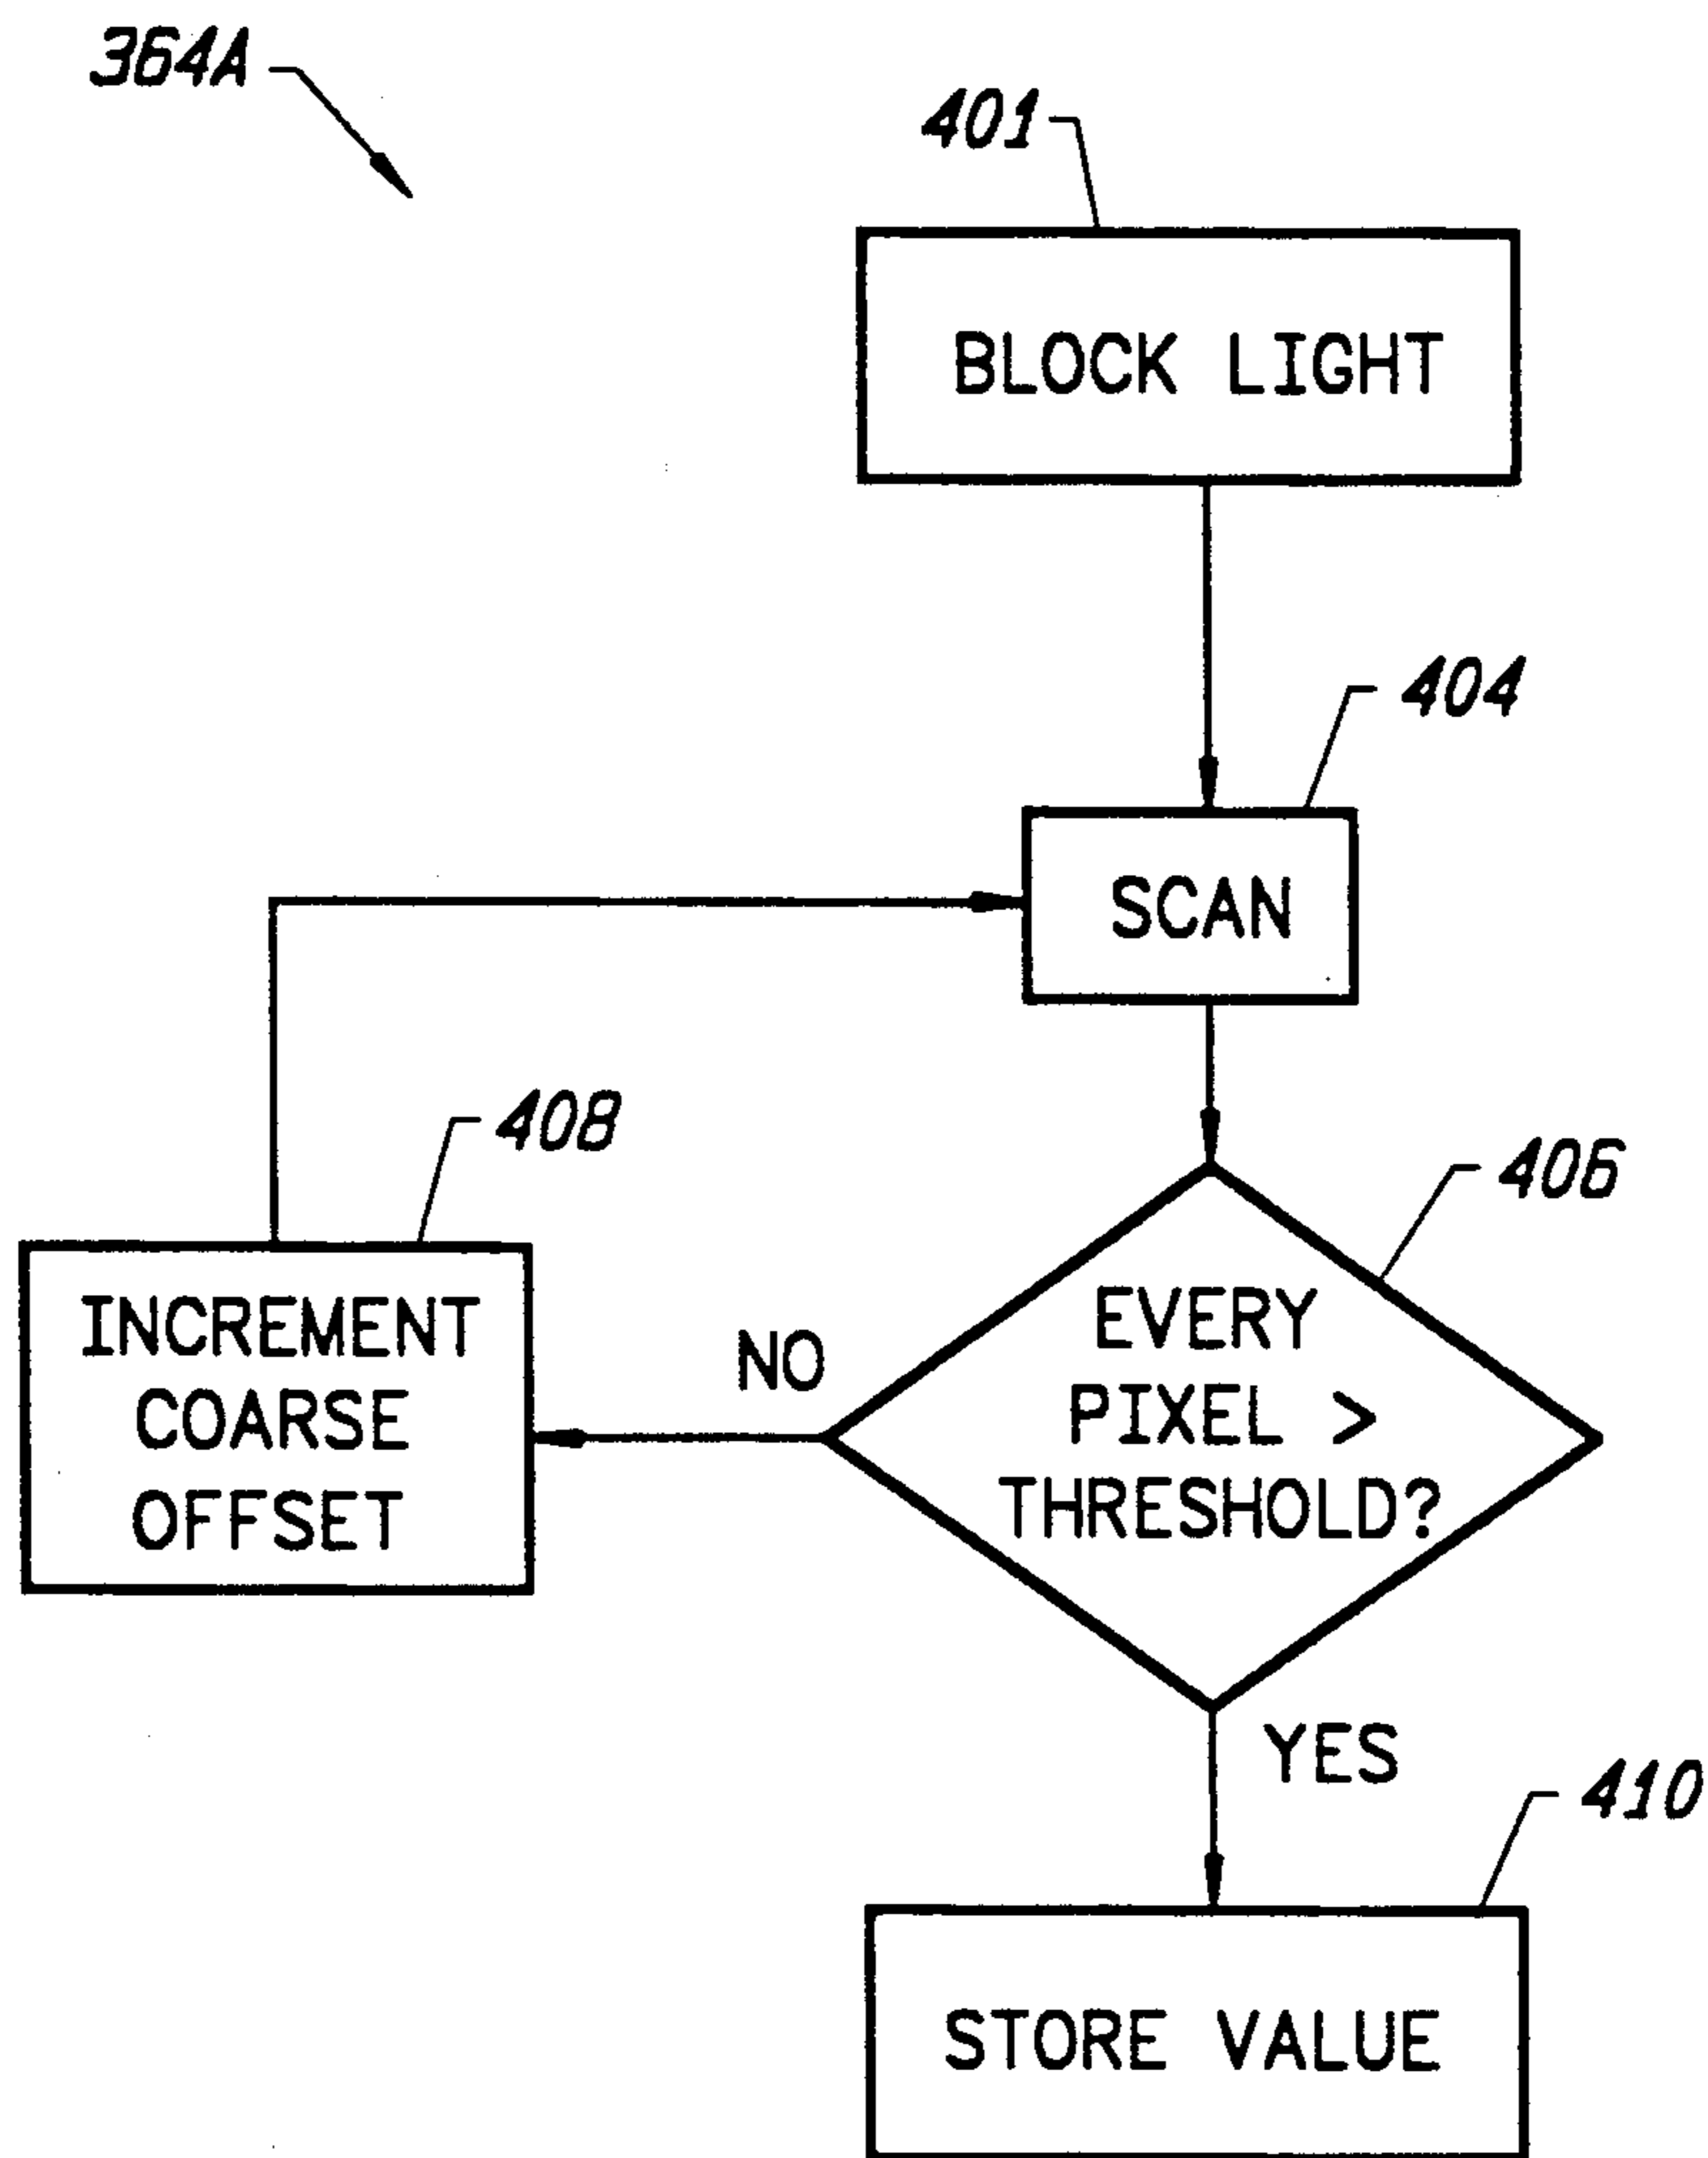 364A
401
BLOCK LIGHT
404
SCAN
408
INCREMENT
COARSE
OFFSET
NO
406
EVERY
PIXEL >
THRESHOLD?
YES
410
STORE VALUE